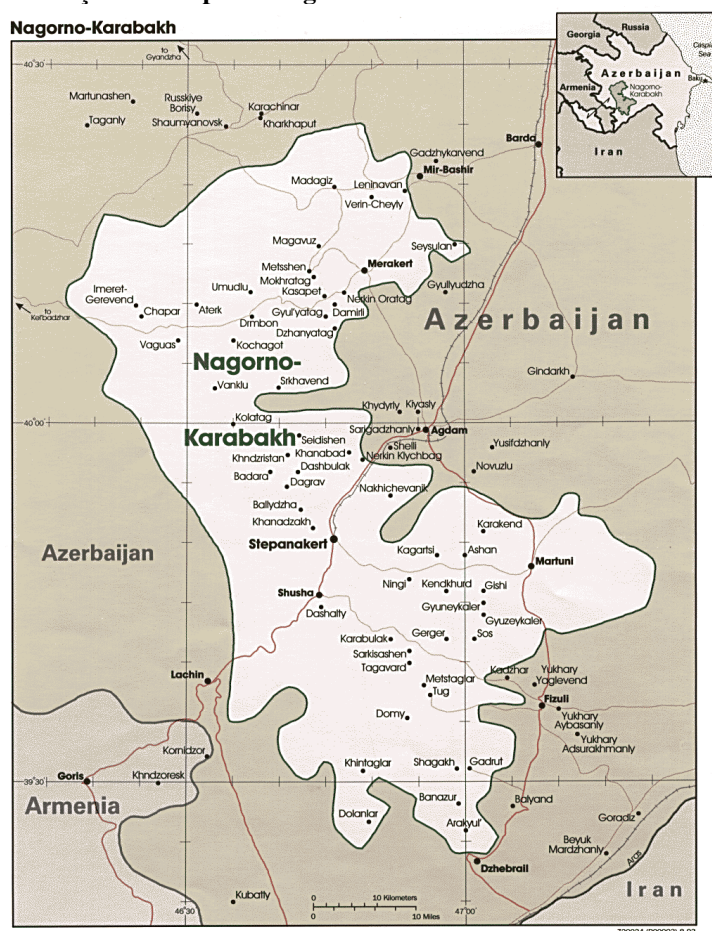 Nagorno-Karabakh
Georgia
Russia
Caspian
Sea
Azerbaijan
Baku
Armenia
Nagorno-
Karabakh
Iran
40°30'
to
Gyandzha
Martunashen
Russkiye
Borisy
Karachinar
Taganly
Shaumyanovsk
Kharkhaput
Barda
Gadzhykarvend
Mir-Bashir
Madagiz
Leninavan
Verin-Cheyly
Magavuz
Seysulan
Metsshen
Merakert
Mokhratag
Imeret-
Gerevend
Umudlu
Kasapet
Nerkin Oratag
Gyullyudzha
to
Kel'badzhar
Chapar
Aterk
Gyul'yatag
Damirli
Drmbon
Dzhanyatag
Azerbaijan
Vaguas
Kochagot
Nagorno-
Karabakh
Gindarkh
Vanklu
Srkhavend
Khydyrly
Kiyasly
40°00'
Kolatag
Sarigadzhanly
Agdam
Seidishen
Shelli
Yusifdzhanly
Khndzristan
Khanabad
Nerkin Klychbag
Badara
Dashbulak
Novuzlu
Dagrav
Nakhichevanik
Ballydzha
Khanadzakh
Karakend
Stepanakert
Azerbaijan
Kagartsi
Ashan
Martuni
Ningi
Kendkhurd
Gishi
Shusha
Dashalty
Gyuneykaler
Gyuzeykaler
Karabulak
Gerger
Sos
Sarkisashen
Tagavard
Lachin
Kadzhar
Yukhary
Yaglevend
Metstaglar
Tug
Fizuli
Domy
Yukhary
Aybasanly
Yukhary
Adsurakhmanly
Kornidzor
Khintaglar
Shagakh
Gadrut
39°30'
Goris
Khndzoresk
Armenia
Banazur
Balyand
Dolanlar
Arakyul'
Goradiz
Beyuk
Mardzhanly
Aras
Dzhebrail
Iran
Kubatly
0 10 Kilometers
0 10 Miles
46°30'
47°00